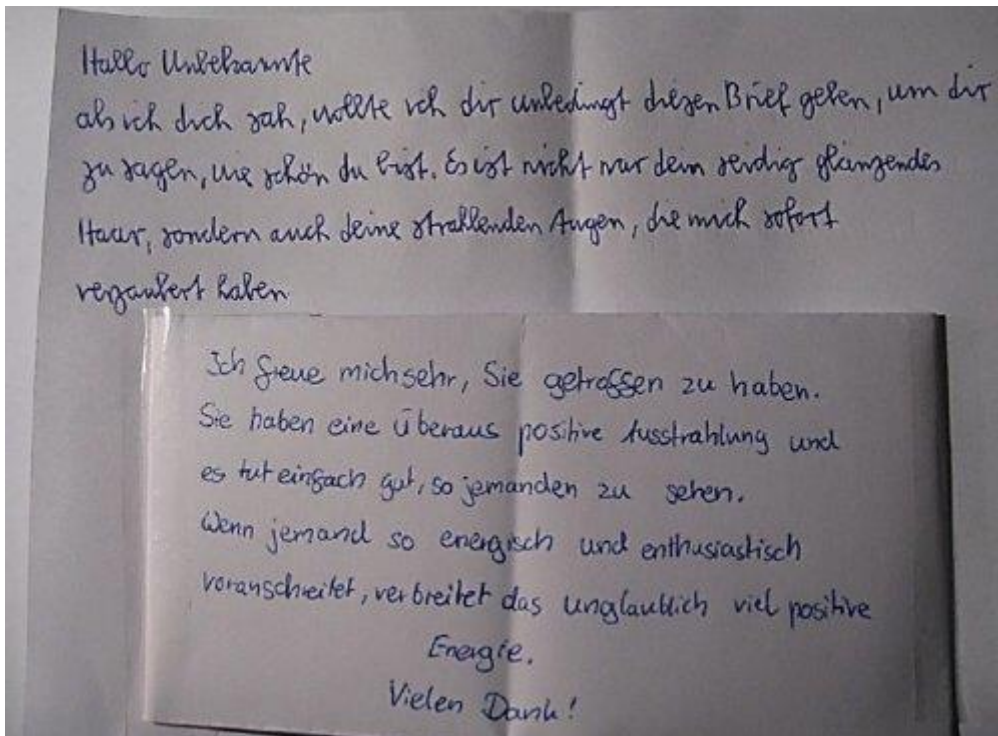 Hallo Unbekannte
als ich dich sah, wollte ich dir unbedingt diesen Brief geben, um dir
zu sagen, wie schön du bist. Es ist nicht nur dein seidig glänzendes
Haar, sondern auch deine strahlenden Augen, die mich sofort
verzaubert haben
Ich freue mich sehr, Sie getroffen zu haben.
Sie haben eine überaus positive Ausstrahlung und
es tut einfach gut, so jemanden zu sehen.
Wenn jemand so energisch und enthusiastisch
voranschreitet, verbreitet das unglaublich viel positive
Energie.
Vielen Dank!